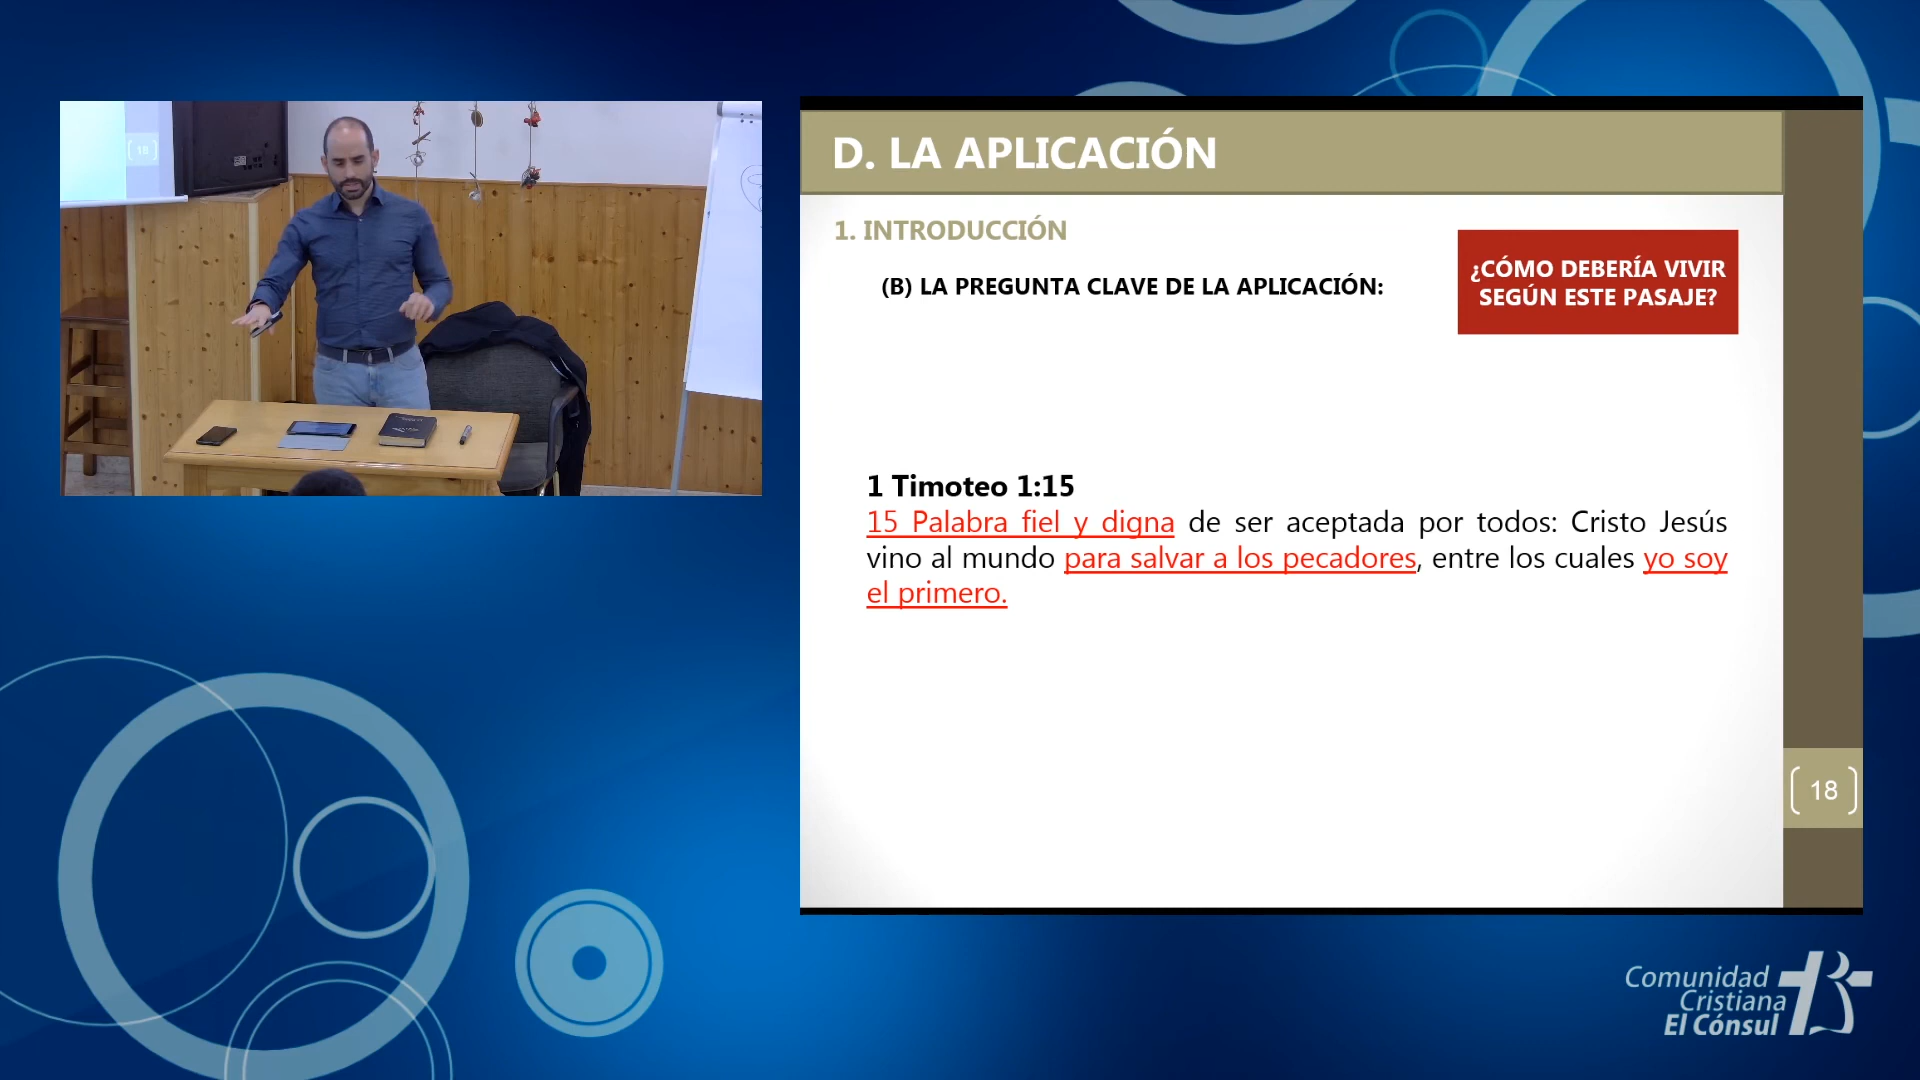 D. LA APLICACIÓN
1. INTRODUCCIÓN
(B) LA PREGUNTA CLAVE DE LA APLICACIÓN:
¿CÓMO DEBERÍA VIVIR
SEGÚN ESTE PASAJE?
1 Timoteo 1:15
15 Palabra fiel y digna de ser aceptada por todos: Cristo Jesús
vino al mundo para salvar a los pecadores, entre los cuales yo soy
el primero.
18
18
Comunidad
Cristiana
El Cónsul